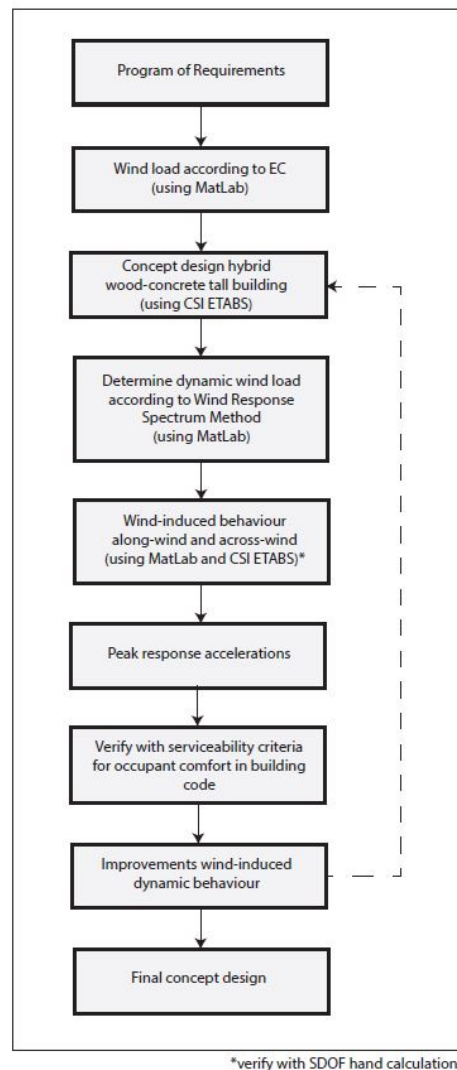 Program of Requirements
Wind load according to EC
(using MatLab)
Concept design hybrid
wood-concrete tall building
(using CSI ETABS)
Determine dynamic wind load
according to Wind Response
Spectrum Method
(using MatLab)
Wind-induced behaviour
along-wind and across-wind
(using MatLab and CSI ETABS)*
Peak response accelerations
Verify with serviceability criteria
for occupant comfort in building
code
Improvements wind-induced
dynamic behaviour
Final concept design
*verify with SDOF hand calculation